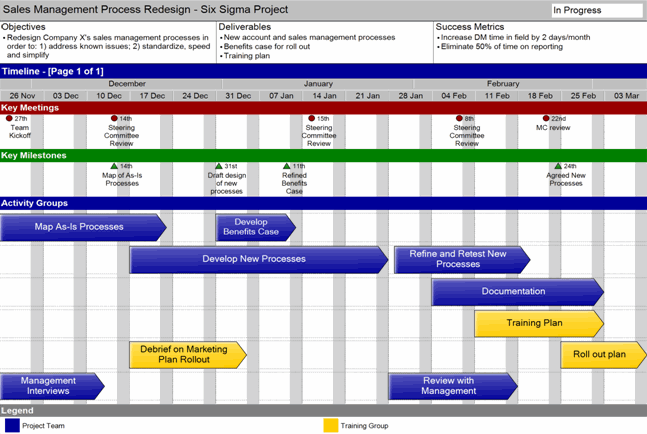 Sales Management Process Redesign - Six Sigma Project
In Progress
Objectives
• Redesign Company X's sales management processes in
order to: 1) address known issues; 2) standardize, speed
and simplify
Deliverables
• New account and sales management processes
• Benefits case for roll out
• Training plan
Success Metrics
• Increase DM time in field by 2 days/month
• Eliminate 50% of time on reporting
Timeline - [Page 1 of 1]
December January February
26 Nov 03 Dec 10 Dec 17 Dec 24 Dec 31 Dec 07 Jan 14 Jan 21 Jan 28 Jan 04 Feb 11 Feb 18 Feb 25 Feb 03 Mar
Key Meetings
27th
Team
Kickoff
14th
Steering
Committee
Review
15th
Steering
Committee
Review
8th
Steering
Committee
Review
22nd
MC review
Key Milestones
14th
Map of As-Is
Processes
31st
Draft design
of new
processes
11th
Refined
Benefits
Case
24th
Agreed New
Processes
Activity Groups
Map As-Is Processes
Develop
Benefits Case
Develop New Processes
Refine and Retest New
Processes
Documentation
Training Plan
Debrief on Marketing
Plan Rollout
Roll out plan
Management
Interviews
Review with
Management
Legend
Project Team
Training Group